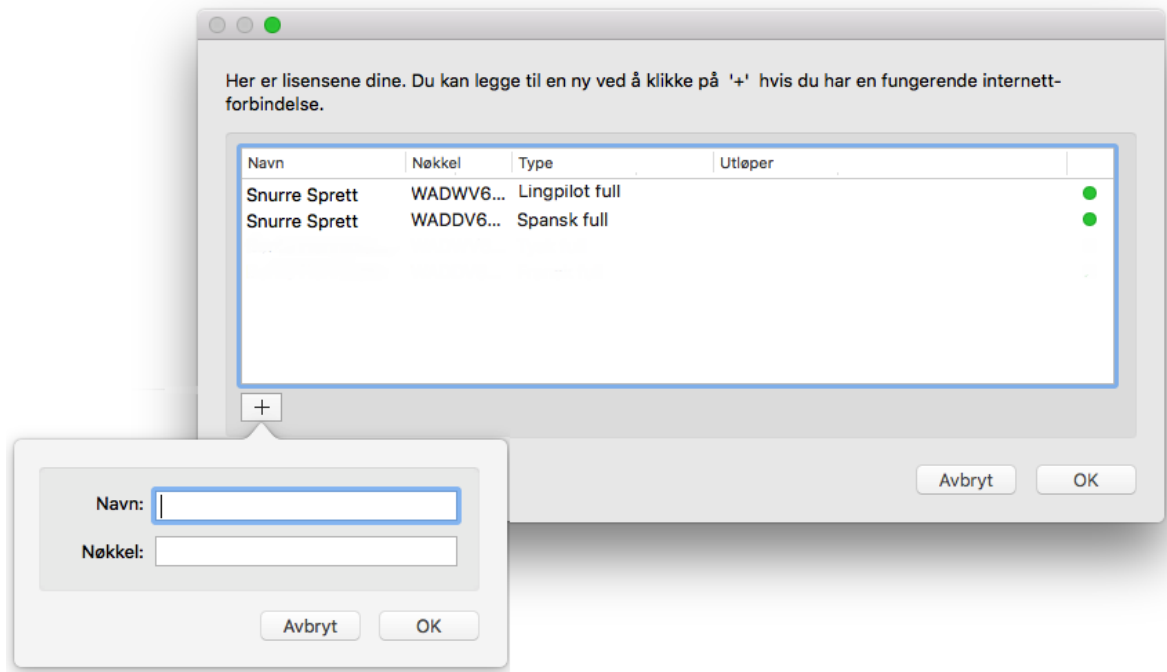 Her er lisensene dine. Du kan legge til en ny ved å klikke på '+' hvis du har en fungerende internett-
forbindelse.
Navn Nøkkel Type Utløper
Snurre Sprett WADWV6... Lingpilot full
Snurre Sprett WADDV6... Spansk full
+
Avbryt OK
Navn:
Nøkkel:
Avbryt OK